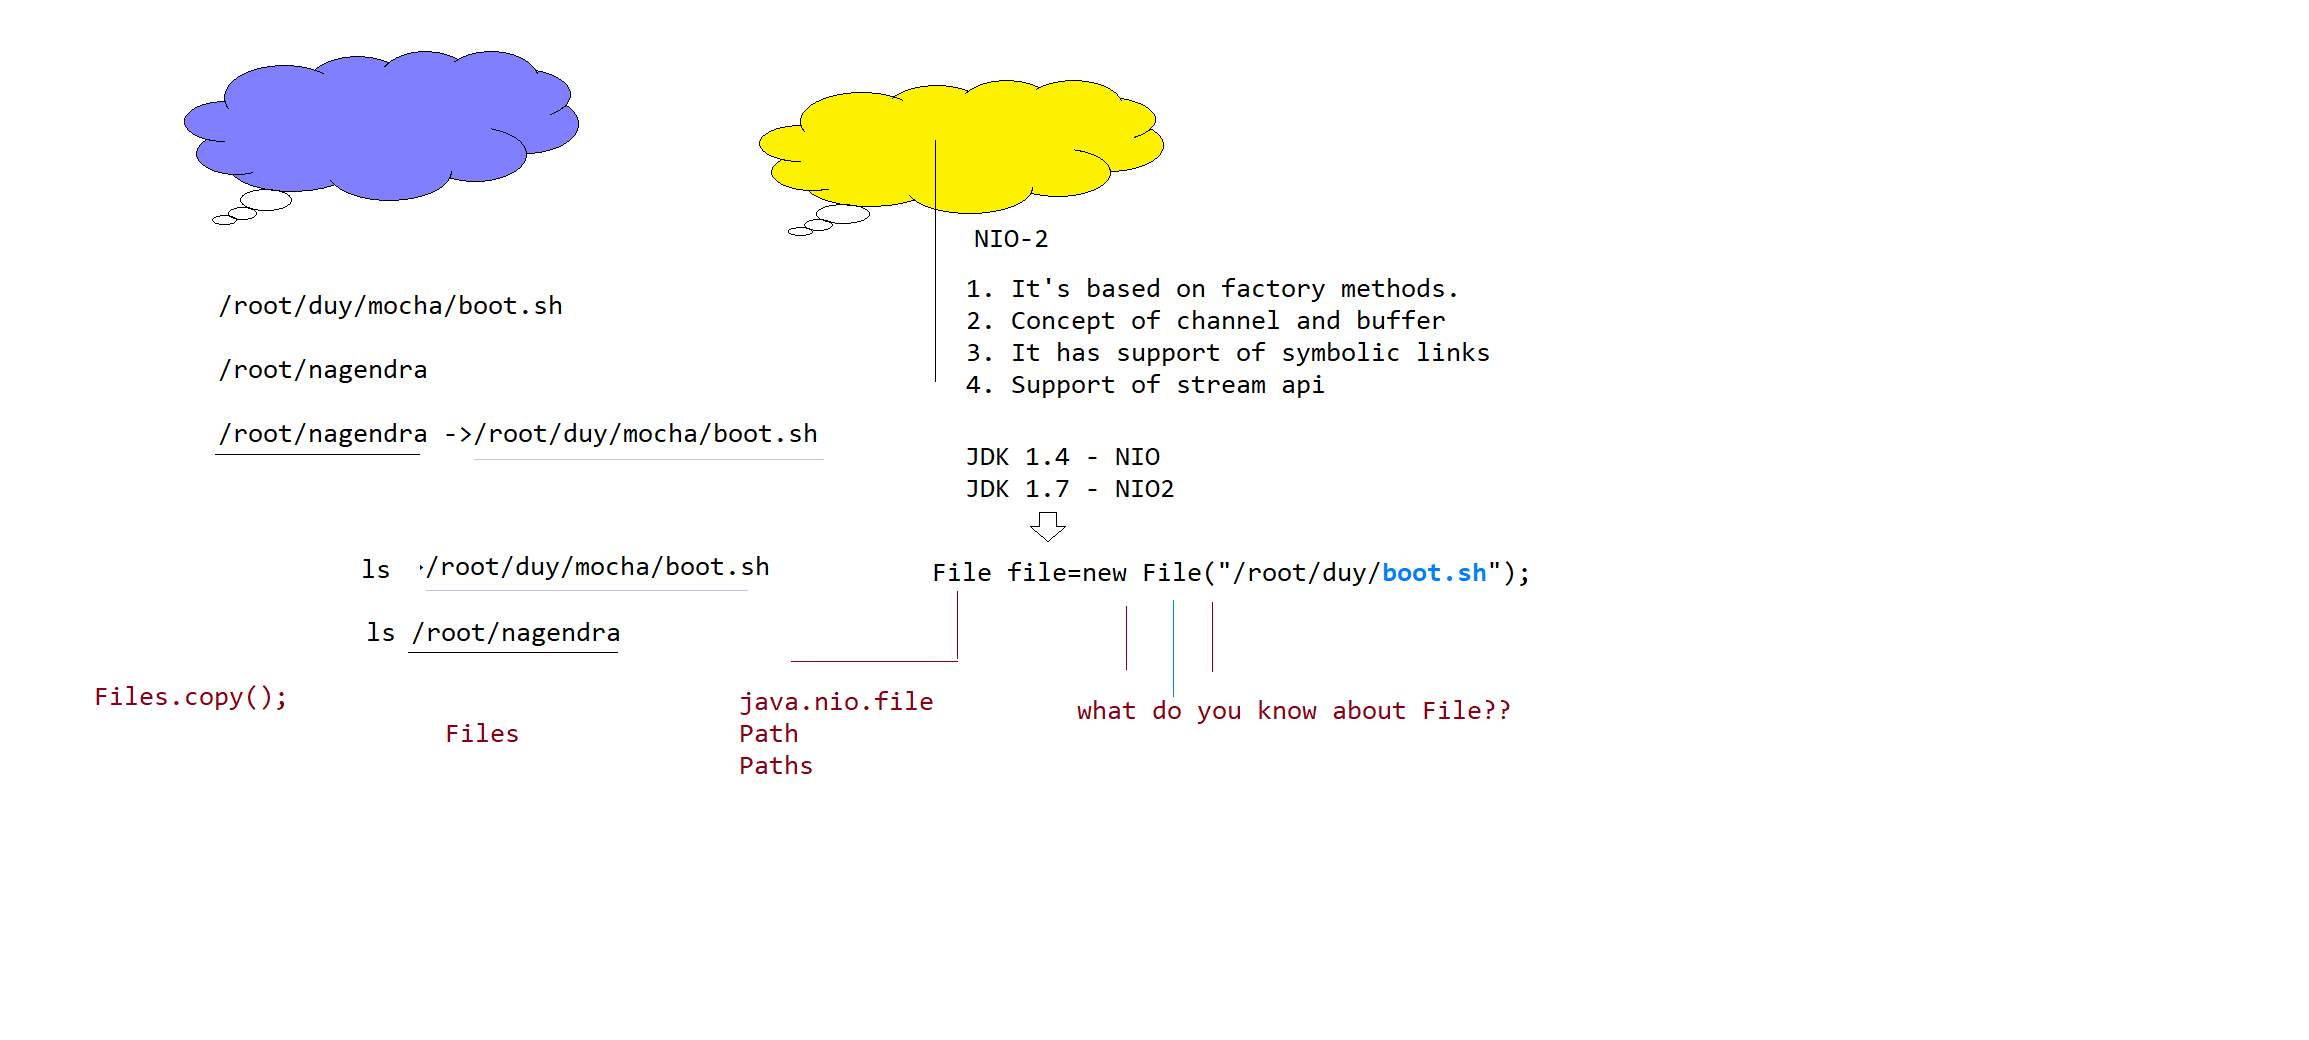 NIO-2
1. It's based on factory methods.
2. Concept of channel and buffer
3. It has support of symbolic links
4. Support of stream api
/root/duy/mocha/boot.sh
/root/nagendra
/root/nagendra ->/root/duy/mocha/boot.sh
JDK 1.4 - NIO
JDK 1.7 - NIO2
ls /root/duy/mocha/boot.sh
File file=new File("/root/duy/boot.sh");
ls /root/nagendra
Files.copy();
Files
java.nio.file
Path
Paths
what do you know about File??